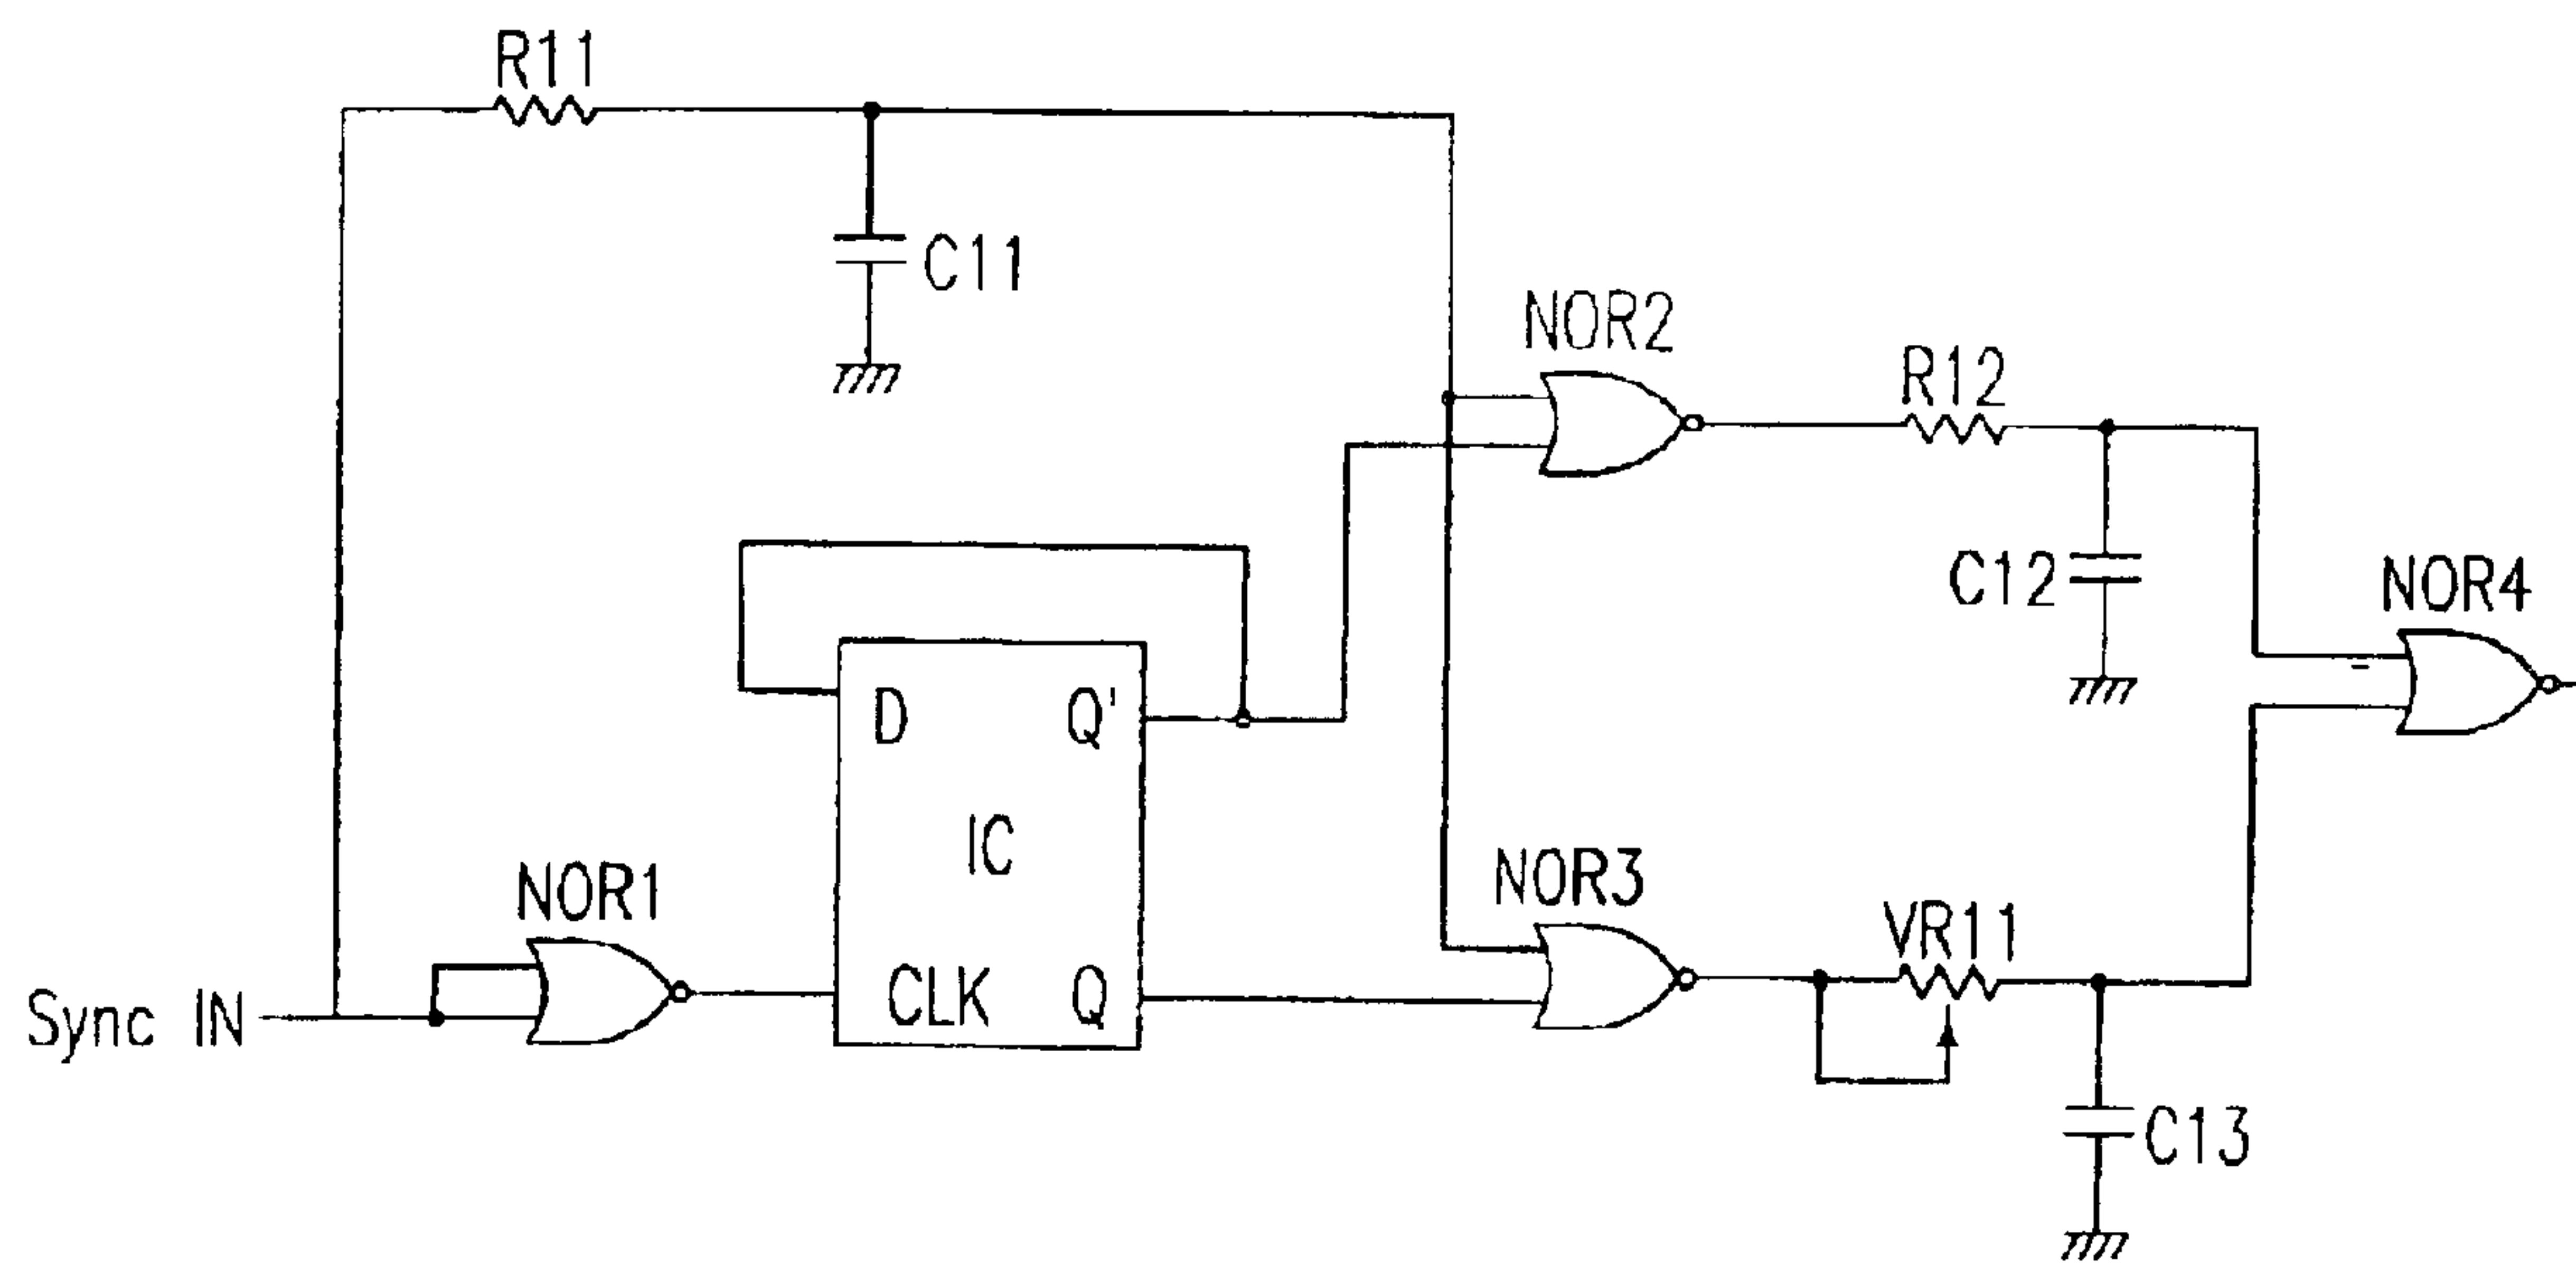 R11
C11
NOR2
R12
C12
NOR4
D
Q'
IC
NOR1
NOR3
VR11
CLK
Q
Sync IN
C13